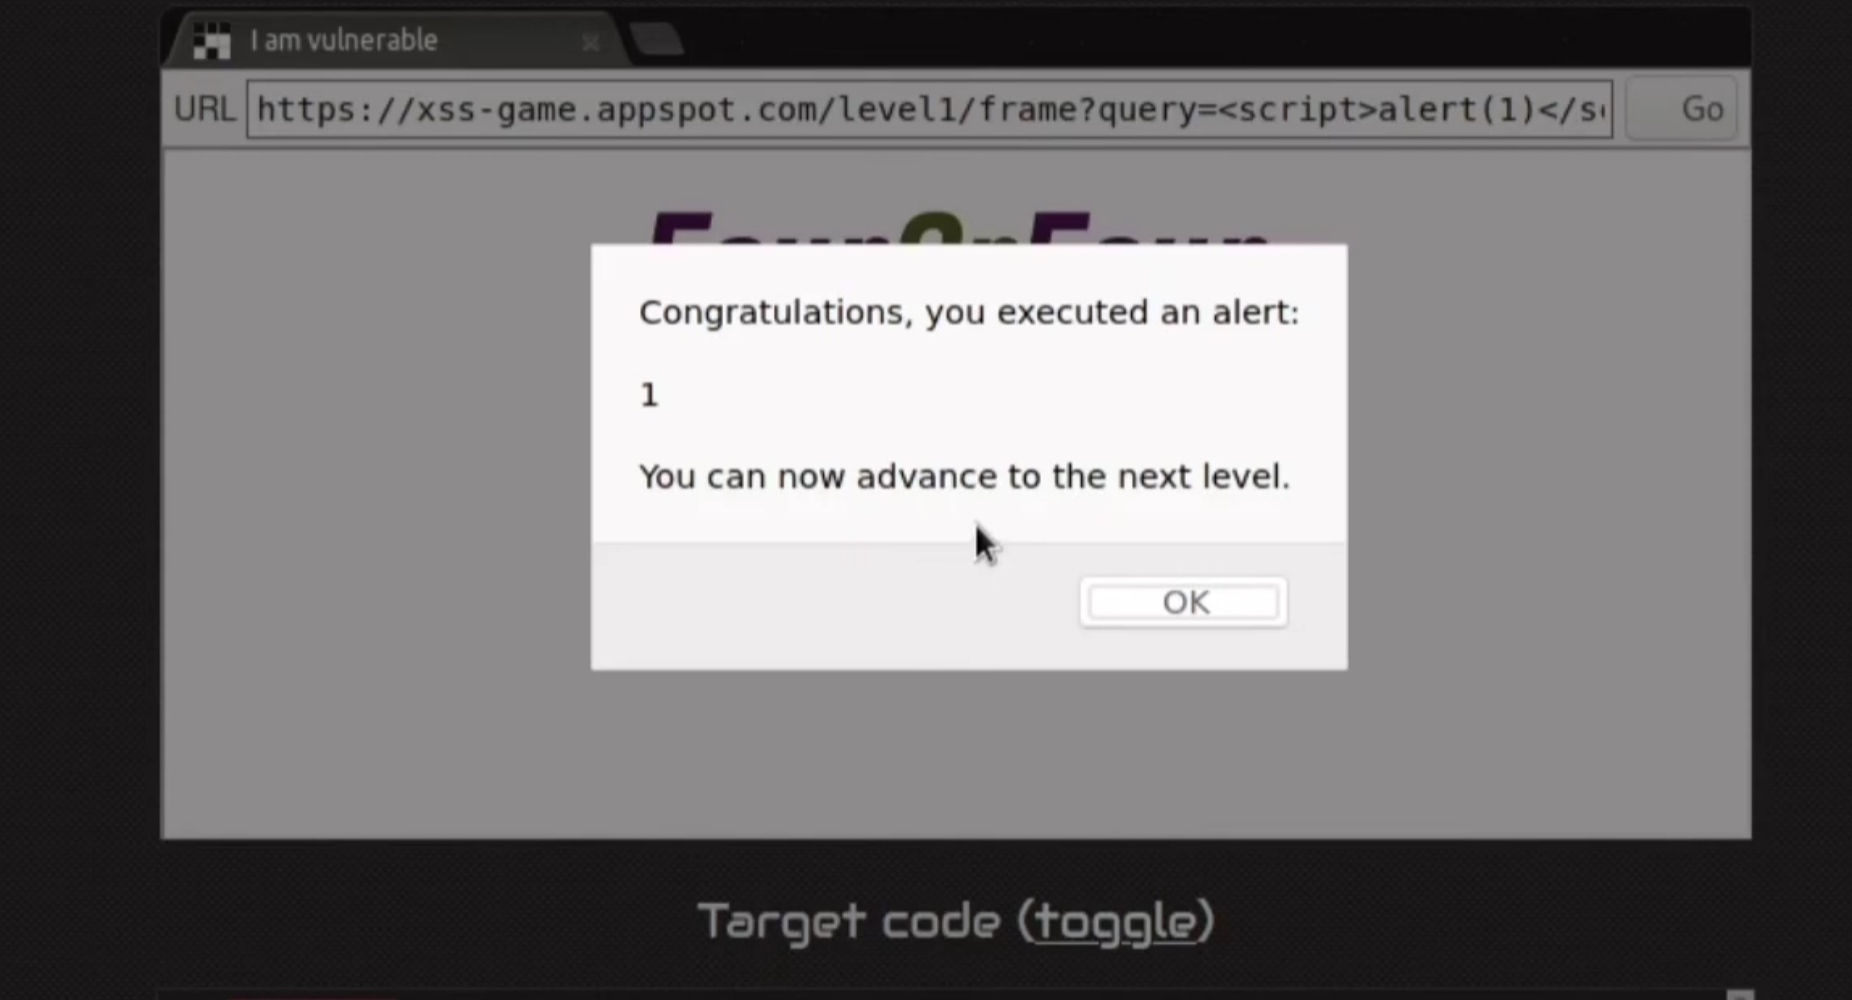 I am vulnerable
URL https://xss-game.appspot.com/level1/frame?query=<script>alert(1)</s Go
Congratulations, you executed an alert:
1
You can now advance to the next level.
OK
Target code (toggle)